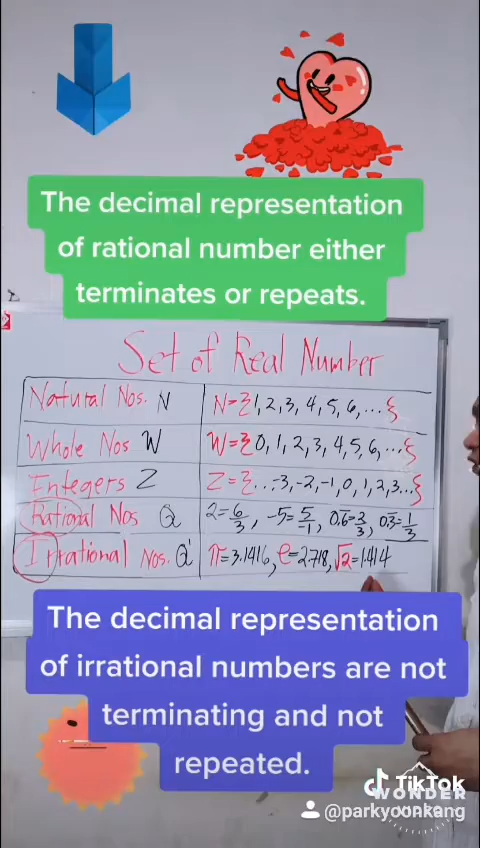 The decimal representation
of rational number either
terminates or repeats.
Set of Real Number
Natural Nos. N
N={1, 2, 3, 4, 5, 6, ...}
Whole Nos W
W={0, 1, 2, 3, 4, 5, 6, ...}
Integers Z
Z={...-3, -2, -1, 0, 1, 2, 3...}
Rational Nos Q
2=6/3, -5=5/-1, 0.6̅=2/3, 0.3̅=1/3
Irrational Nos. Q'
π=3.1416, e=2.718, √2=1.414
The decimal representation
of irrational numbers are not
terminating and not
repeated.
TikTok
WONDER
@parkyoonkang